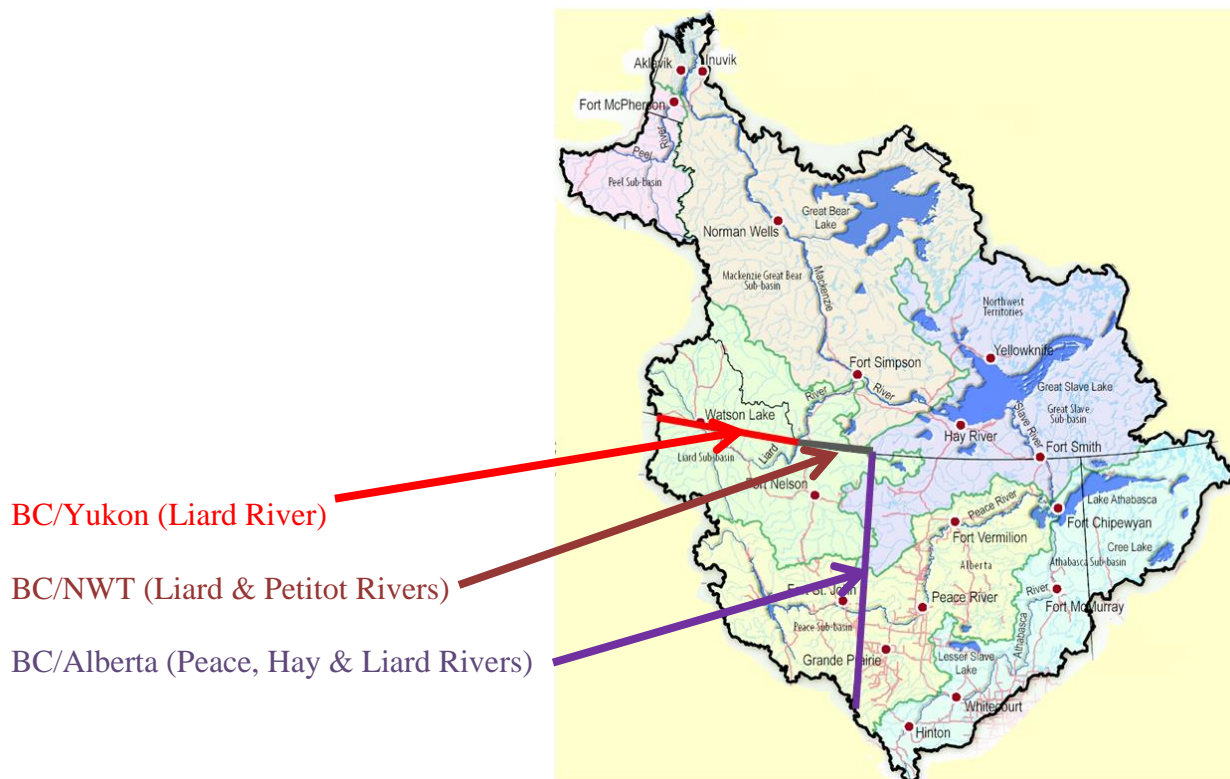 Aklavik
Inuvik
Fort McPherson
Peel
River
Peel Sub-basin
Great Bear
Lake
Norman Wells
Mackenzie Great Bear
Sub-basin
Mackenzie
Northwest
Territories
Yellowknife
Fort Simpson
River
River
Great Slave Lake
Great Slave
Sub-basin
Slave River
Watson Lake
Hay River
Fort Smith
Liard
Liard Sub-basin
Fort Nelson
BC/Yukon (Liard River)
Peace River
Lake Athabasca
Fort Chipewyan
Fort Vermilion
Cree Lake
Alberta
Athabasca Sub-basin
BC/NWT (Liard & Petitot Rivers)
Fort St. John
Peace River
River
Fort McMurray
Peace Sub-basin
Athabasca
BC/Alberta (Peace, Hay & Liard Rivers)
Grande Prairie
Lesser Slave
Lake
Whitecourt
Hinton